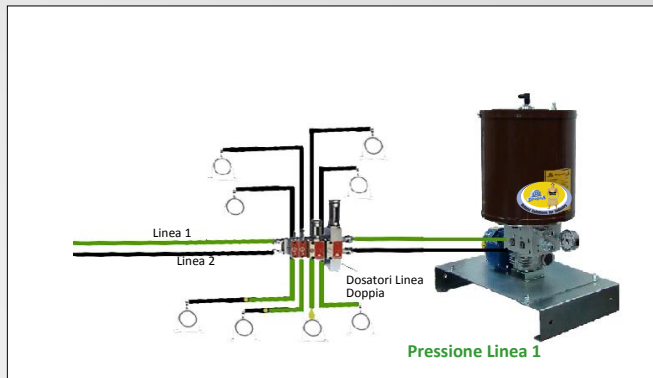 Linea 1
Linea 2
Dosatori Linea
Doppia
Pressione Linea 1